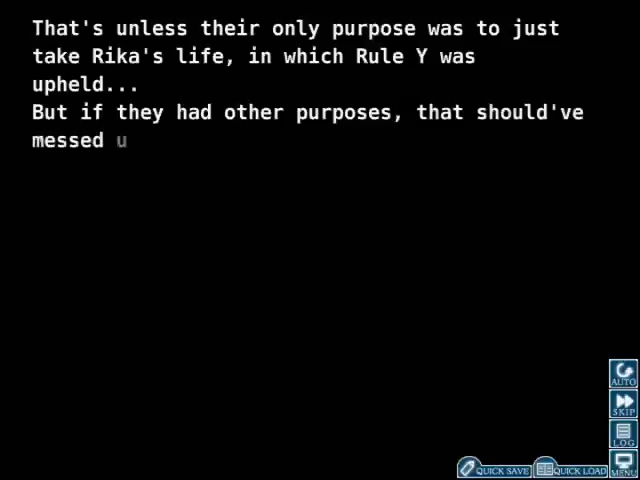 That's unless their only purpose was to just
take Rika's life, in which Rule Y was
upheld...
But if they had other purposes, that should've
messed u
AUTO
SKIP
LOG
QUICK SAVE
QUICK LOAD
MENU